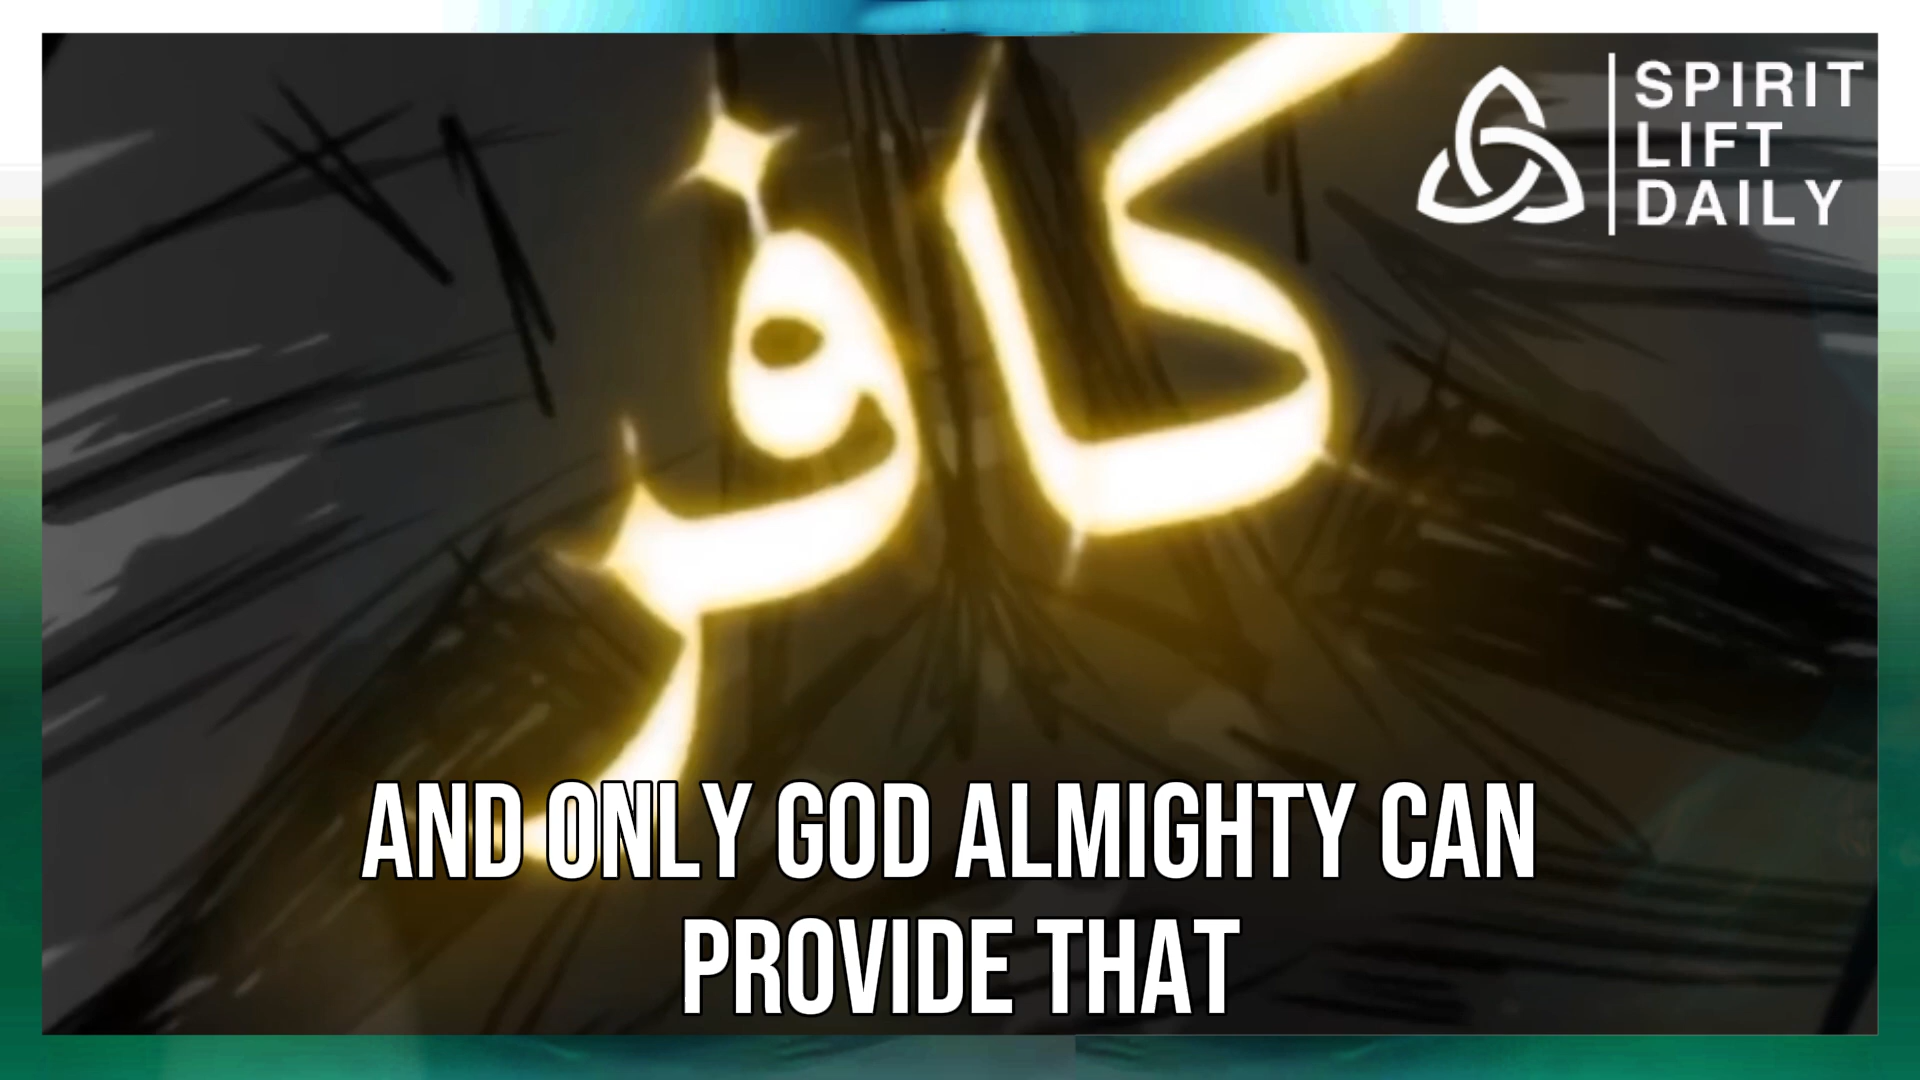 كافر
SPIRIT
LIFT
DAILY
AND ONLY GOD ALMIGHTY CAN
PROVIDE THAT